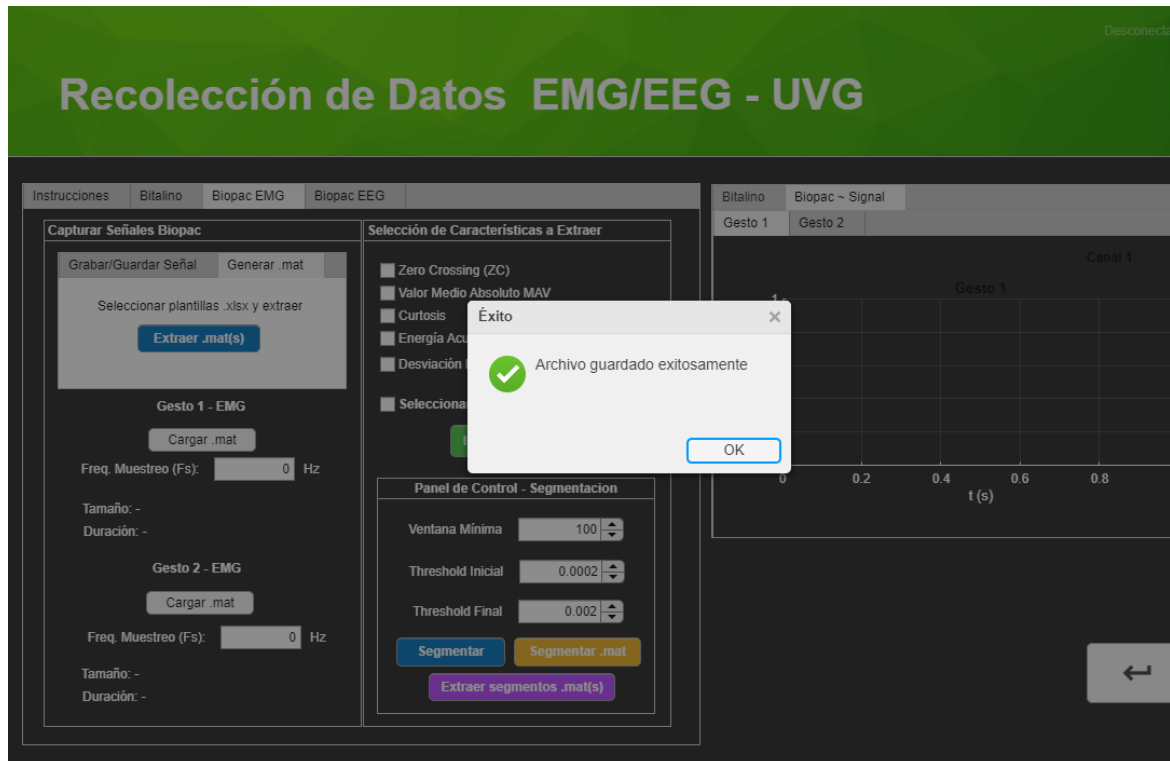 Recolección de Datos EMG/EEG - UVG
Instrucciones Bitalino Biopac EMG Biopac EEG
Capturar Señales Biopac
Grabar/Guardar Señal Generar .mat
Seleccionar plantillas .xlsx y extraer
Extraer .mat(s)
Gesto 1 - EMG
Cargar .mat
Freq. Muestreo (Fs): 0 Hz
Tamaño: -
Duración: -
Gesto 2 - EMG
Cargar .mat
Freq. Muestreo (Fs): 0 Hz
Tamaño: -
Duración: -
Selección de Características a Extraer
Zero Crossing (ZC)
Valor Medio Absoluto MAV
Curtosis
Energía
Desviación
Éxito
Archivo guardado exitosamente
OK
Panel de Control - Segmentacion
Ventana Mínima 100
Threshold Inicial 0.0002
Threshold Final 0.002
Segmentar Segmentar .mat
Extraer segmentos .mat(s)
Bitalino Biopac ~ Signal
Gesto 1 Gesto 2
Canal 1
Gesto 1
1
0 0.2 0.4 0.6 0.8
t (s)